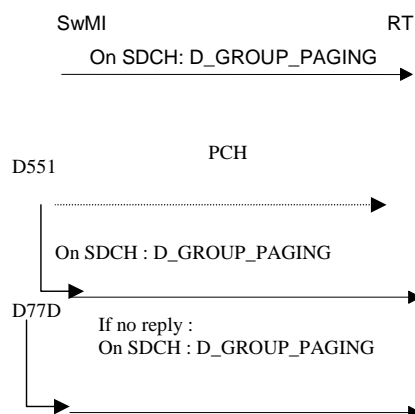 SwMI RT
On SDCH: D_GROUP_PAGING
PCH
D551
On SDCH : D_GROUP_PAGING
D77D
If no reply :
On SDCH : D_GROUP_PAGING